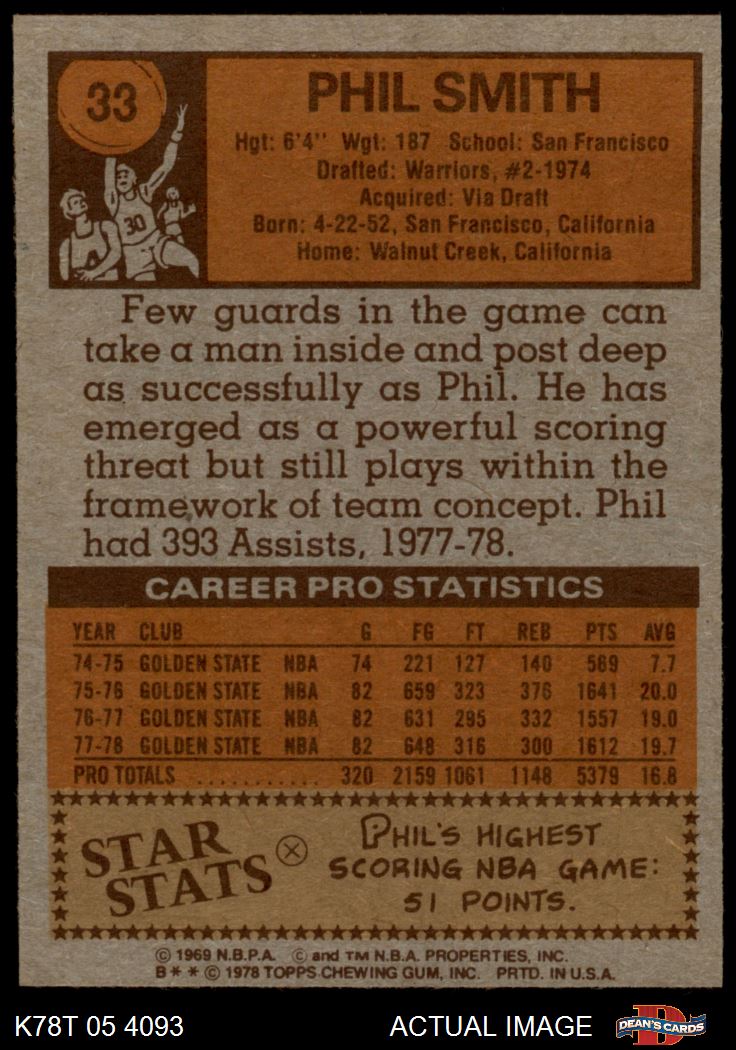 33
PHIL SMITH
Hgt: 6'4" Wgt: 187 School: San Francisco
Drafted: Warriors, #2-1974
Acquired: Via Draft
Born: 4-22-52, San Francisco, California
Home: Walnut Creek, California
30
A
Few guards in the game can
take a man inside and post deep
as successfully as Phil. He has
emerged as a powerful scoring
threat but still plays within the
framework of team concept. Phil
had 393 Assists, 1977-78.
CAREER PRO STATISTICS
YEAR CLUB G FG FT REB PTS AVG
74-75 GOLDEN STATE NBA 74 221 127 140 569 7.7
75-76 GOLDEN STATE NBA 82 659 323 376 1641 20.0
76-77 GOLDEN STATE NBA 82 631 295 332 1557 19.0
77-78 GOLDEN STATE NBA 82 648 316 300 1612 19.7
PRO TOTALS ........... 320 2159 1061 1148 5379 16.8
STAR
STATS
PHIL'S HIGHEST
SCORING NBA GAME:
51 POINTS.
© 1969 N.B.P.A. © and TM N.B.A. PROPERTIES, INC.
B * * © 1978 TOPPS CHEWING GUM, INC. PRTD. IN U.S.A.
K78T 05 4093 ACTUAL IMAGE
D
DEAN'S CARDS